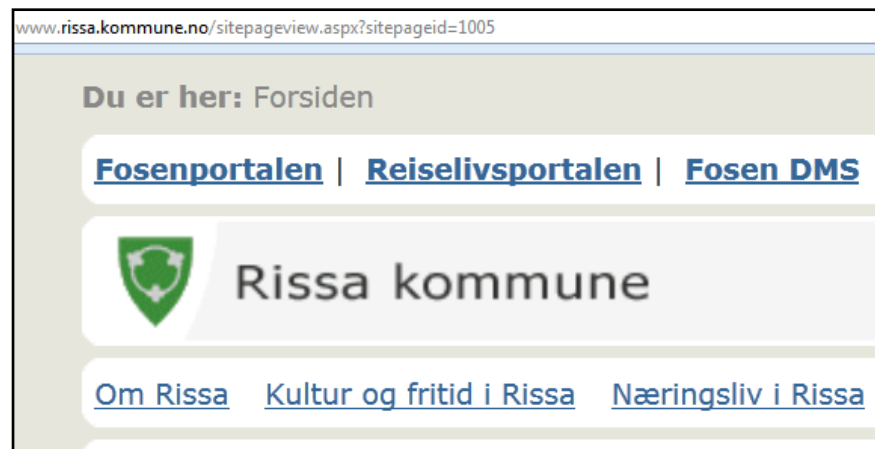 www.rissa.kommune.no/sitepageview.aspx?sitepageid=1005
Du er her: Forsiden
Fosenportalen | Reiselivsportalen | Fosen DMS
Rissa kommune
Om Rissa Kultur og fritid i Rissa Næringsliv i Rissa